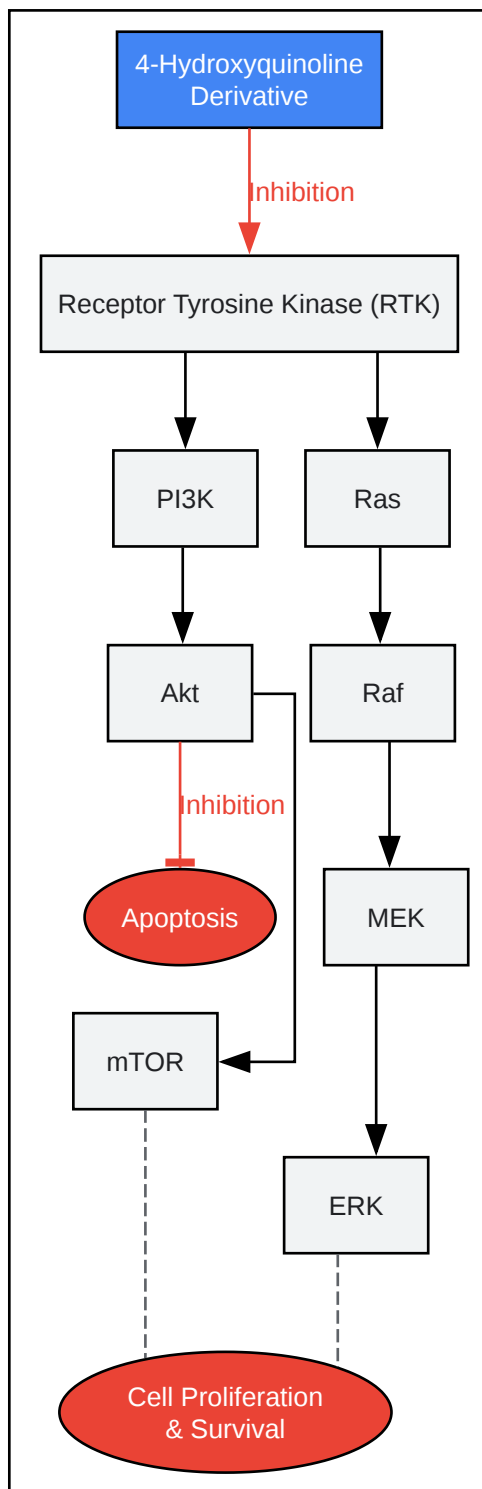 4-Hydroxyquinoline
Derivative
Inhibition
Receptor Tyrosine Kinase (RTK)
PI3K
Ras
Akt
Raf
Inhibition
Apoptosis
MEK
mTOR
ERK
Cell Proliferation
& Survival